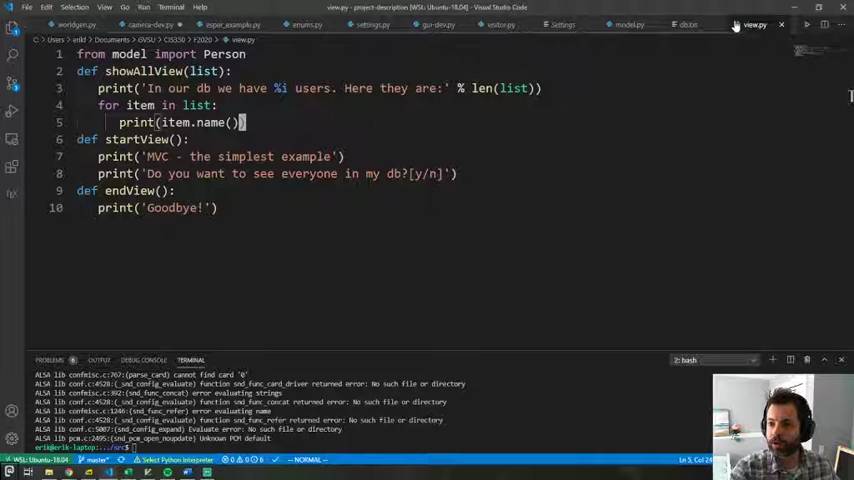 File Edit Selection View Go Run Terminal Help
view.py - project-description [WSL: Ubuntu-18.04] - Visual Studio Code
worldgen.py camera-dev.py esper_example.py enums.py settings.py gui-dev.py visitor.py Settings model.py db.txt view.py
C: > Users > erikf > Documents > GVSU > CIS350 > F2020 > view.py
1 from model import Person
2 def showAllView(list):
3 print('In our db we have %i users. Here they are:' % len(list))
4 for item in list:
5 print(item.name())
6 def startView():
7 print('MVC - the simplest example')
8 print('Do you want to see everyone in my db?[y/n]')
9 def endView():
10 print('Goodbye!')
PROBLEMS 6 OUTPUT DEBUG CONSOLE TERMINAL 2: bash
ALSA lib confmisc.c:767:(parse_card) cannot find card '0'
ALSA lib conf.c:4528:(_snd_config_evaluate) function snd_func_card_driver returned error: No such file or directory
ALSA lib confmisc.c:392:(snd_func_concat) error evaluating strings
ALSA lib conf.c:4528:(_snd_config_evaluate) function snd_func_concat returned error: No such file or directory
ALSA lib confmisc.c:1246:(snd_func_refer) error evaluating name
ALSA lib conf.c:4528:(_snd_config_evaluate) function snd_func_refer returned error: No such file or directory
ALSA lib conf.c:5007:(snd_config_expand) Evaluate error: No such file or directory
ALSA lib pcm.c:2495:(snd_pcm_open_noupdate) Unknown PCM default
erik@erik-laptop:.../src$
WSL: Ubuntu-18.04 master* Select Python Interpreter 0 0 6 -- NORMAL -- Ln 5, Col 24